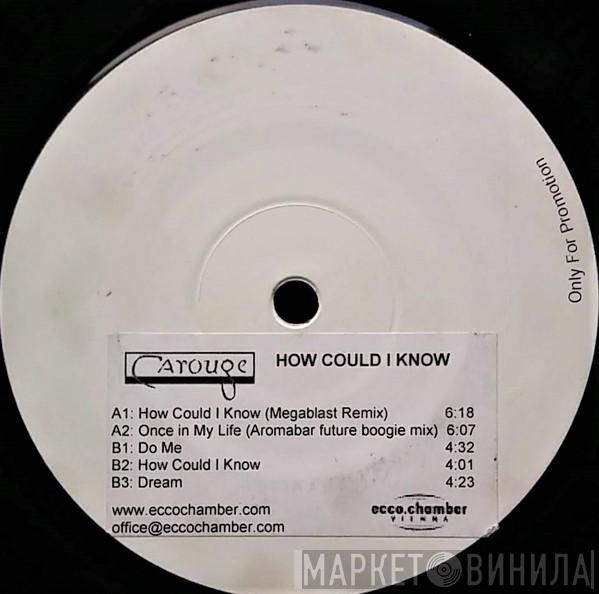 Only For Promotion
Carouge
HOW COULD I KNOW
A1: How Could I Know (Megablast Remix) 6:18
A2: Once in My Life (Aromabar future boogie mix) 6:07
B1: Do Me 4:32
B2: How Could I Know 4:01
B3: Dream 4:23
www.eccochamber.com
office@eccochamber.com
ecco.chamber
VIENNA
МАРКЕТ ВИНИЛА